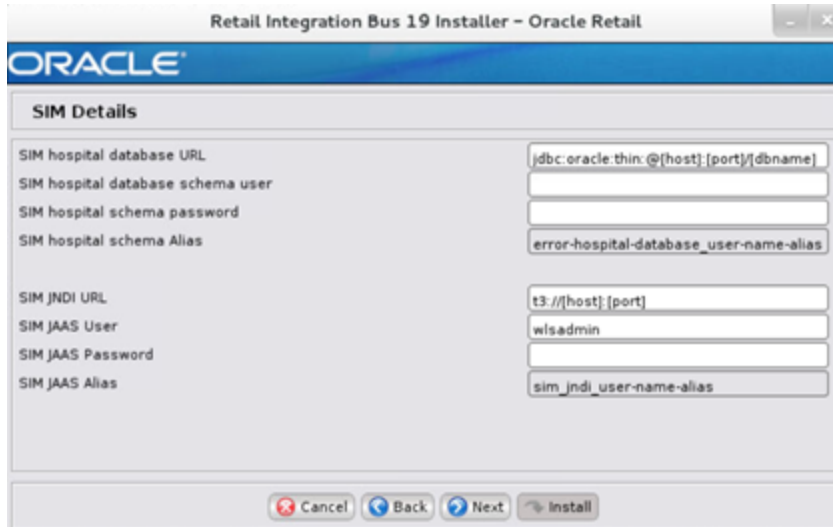 Retail Integration Bus 19 Installer – Oracle Retail
ORACLE
SIM Details
SIM hospital database URL jdbc:oracle:thin:@[host]:[port]/[dbname]
SIM hospital database schema user
SIM hospital schema password
SIM hospital schema Alias error-hospital-database_user-name-alias
SIM JNDI URL t3://[host]:[port]
SIM JAAS User wlsadmin
SIM JAAS Password
SIM JAAS Alias sim_jndi_user-name-alias
Cancel Back Next Install